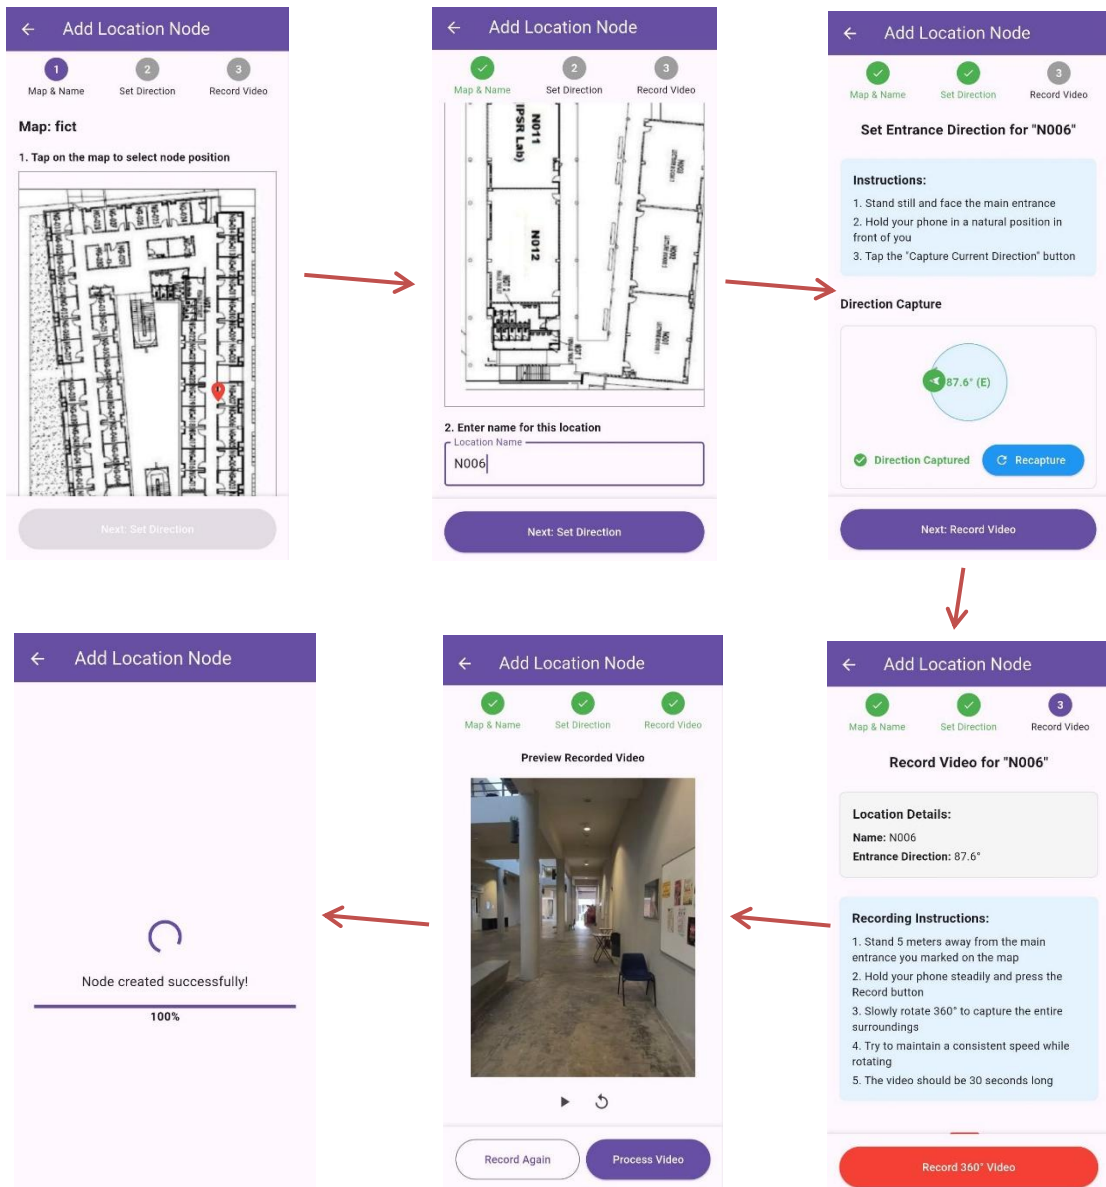 Add Location Node
1
2
3
Map & Name
Set Direction
Record Video
Map: fict
1. Tap on the map to select node position
Next: Set Direction
Add Location Node
2
3
Map & Name
Set Direction
Record Video
N011
IPSR Lab)
N012
2. Enter name for this location
Location Name
N006
Next: Set Direction
Add Location Node
3
Map & Name
Set Direction
Record Video
Set Entrance Direction for "N006"
Instructions:
1. Stand still and face the main entrance
2. Hold your phone in a natural position in
front of you
3. Tap the "Capture Current Direction" button
Direction Capture
87.6° (E)
Direction Captured
Recapture
Next: Record Video
Add Location Node
3
Map & Name
Set Direction
Record Video
Record Video for "N006"
Location Details:
Name: N006
Entrance Direction: 87.6°
Recording Instructions:
1. Stand 5 meters away from the main
entrance you marked on the map
2. Hold your phone steadily and press the
Record button
3. Slowly rotate 360° to capture the entire
surroundings
4. Try to maintain a consistent speed while
rotating
5. The video should be 30 seconds long
Record 360° Video
Add Location Node
Map & Name
Set Direction
Record Video
Preview Recorded Video
Record Again
Process Video
Add Location Node
Node created successfully!
100%